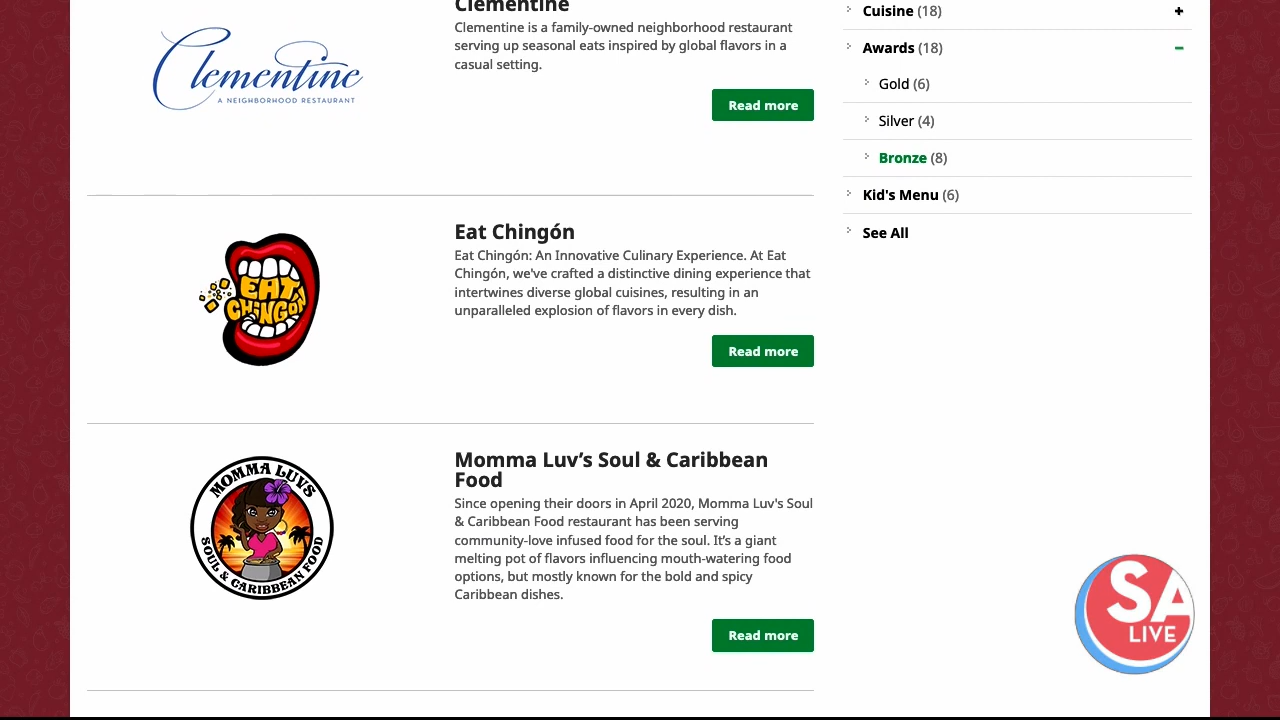 Clementine
Clementine is a family-owned neighborhood restaurant
serving up seasonal eats inspired by global flavors in a
casual setting.
Clementine
A NEIGHBORHOOD RESTAURANT
Read more
Eat Chingón
Eat Chingón: An Innovative Culinary Experience. At Eat
Chingón, we've crafted a distinctive dining experience that
intertwines diverse global cuisines, resulting in an
unparalleled explosion of flavors in every dish.
EAT
CHINGON
Read more
Momma Luv’s Soul & Caribbean
Food
Since opening their doors in April 2020, Momma Luv's Soul
& Caribbean Food restaurant has been serving
community-love infused food for the soul. It’s a giant
melting pot of flavors influencing mouth-watering food
options, but mostly known for the bold and spicy
Caribbean dishes.
MOMMA LUVS
SOUL & CARIBBEAN FOOD
Read more
Cuisine (18)
Awards (18)
Gold (6)
Silver (4)
Bronze (8)
Kid's Menu (6)
See All
SA
LIVE